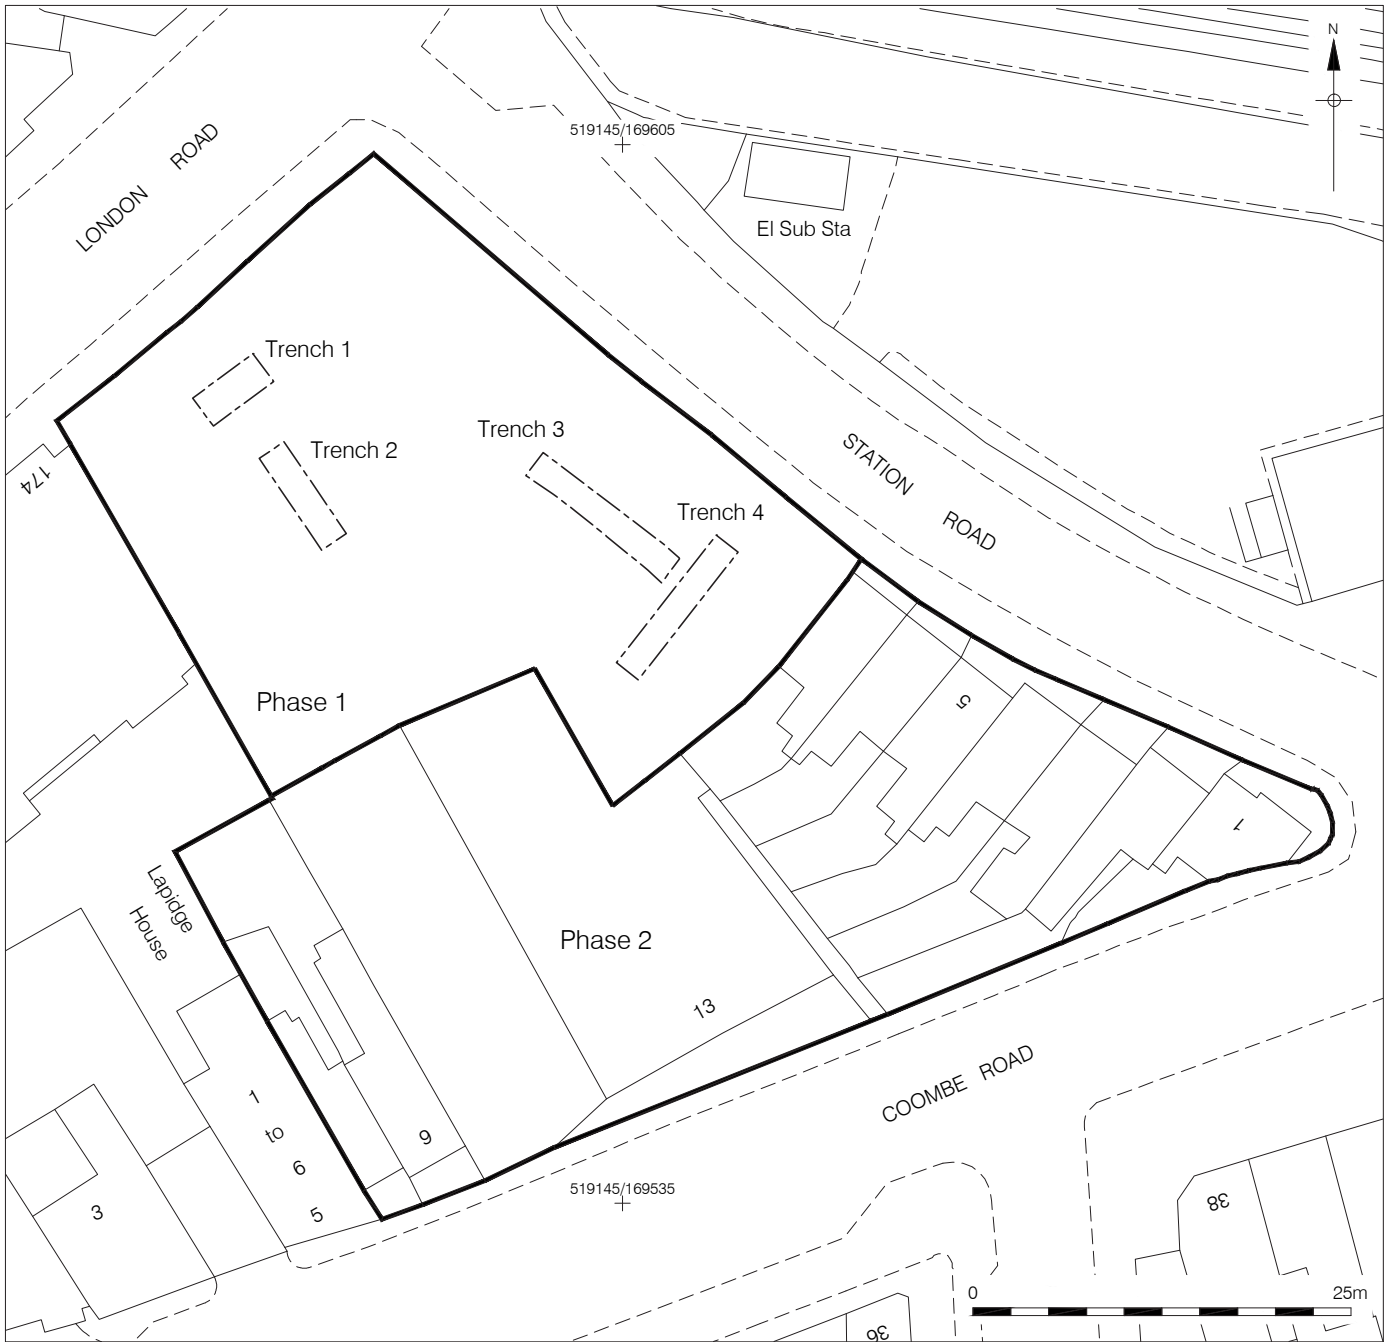 N
519145/169605
LONDON ROAD
El Sub Sta
Trench 1
Trench 2
Trench 3
STATION ROAD
174
Trench 4
Phase 1
5
1
Lapidge
House
Phase 2
13
COOMBE ROAD
1
to
6
9
5
3
519145/169535
38
0 25m
36